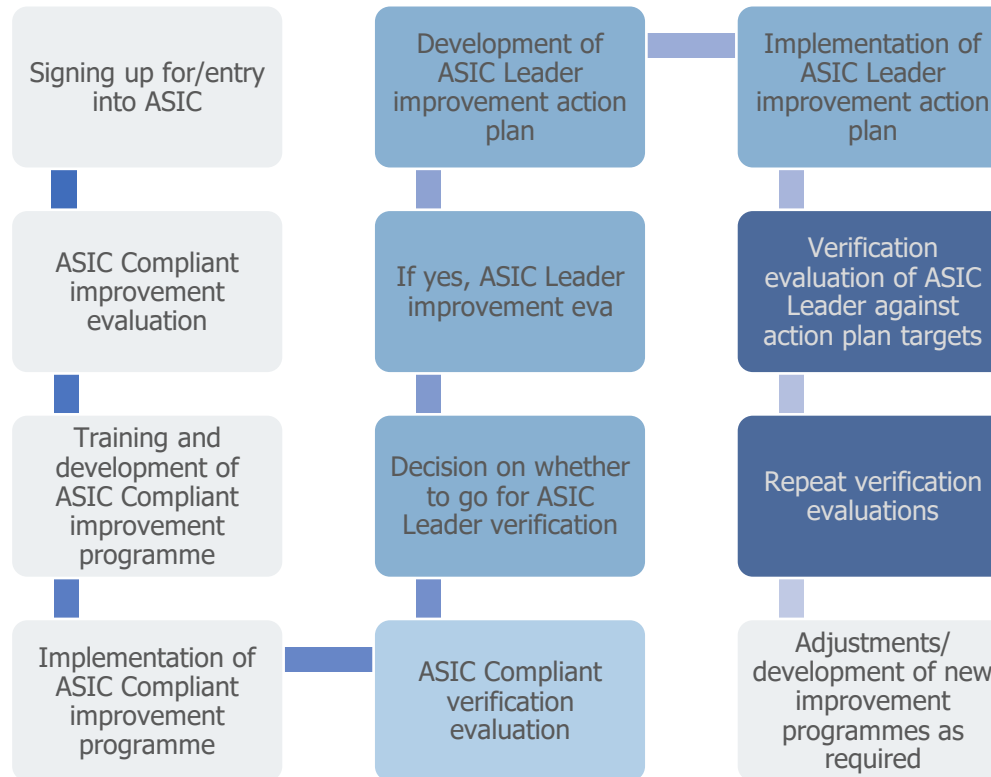 Signing up for/entry
into ASIC
ASIC Compliant
improvement
evaluation
Training and
development of
ASIC Compliant
improvement
programme
Implementation of
ASIC Compliant
improvement
programme
ASIC Compliant
verification
evaluation
Decision on whether
to go for ASIC
Leader verification
If yes, ASIC Leader
improvement eva
Development of
ASIC Leader
improvement action
plan
Implementation of
ASIC Leader
improvement action
plan
Verification
evaluation of ASIC
Leader against
action plan targets
Repeat verification
evaluations
Adjustments/
development of new
improvement
programmes as
required